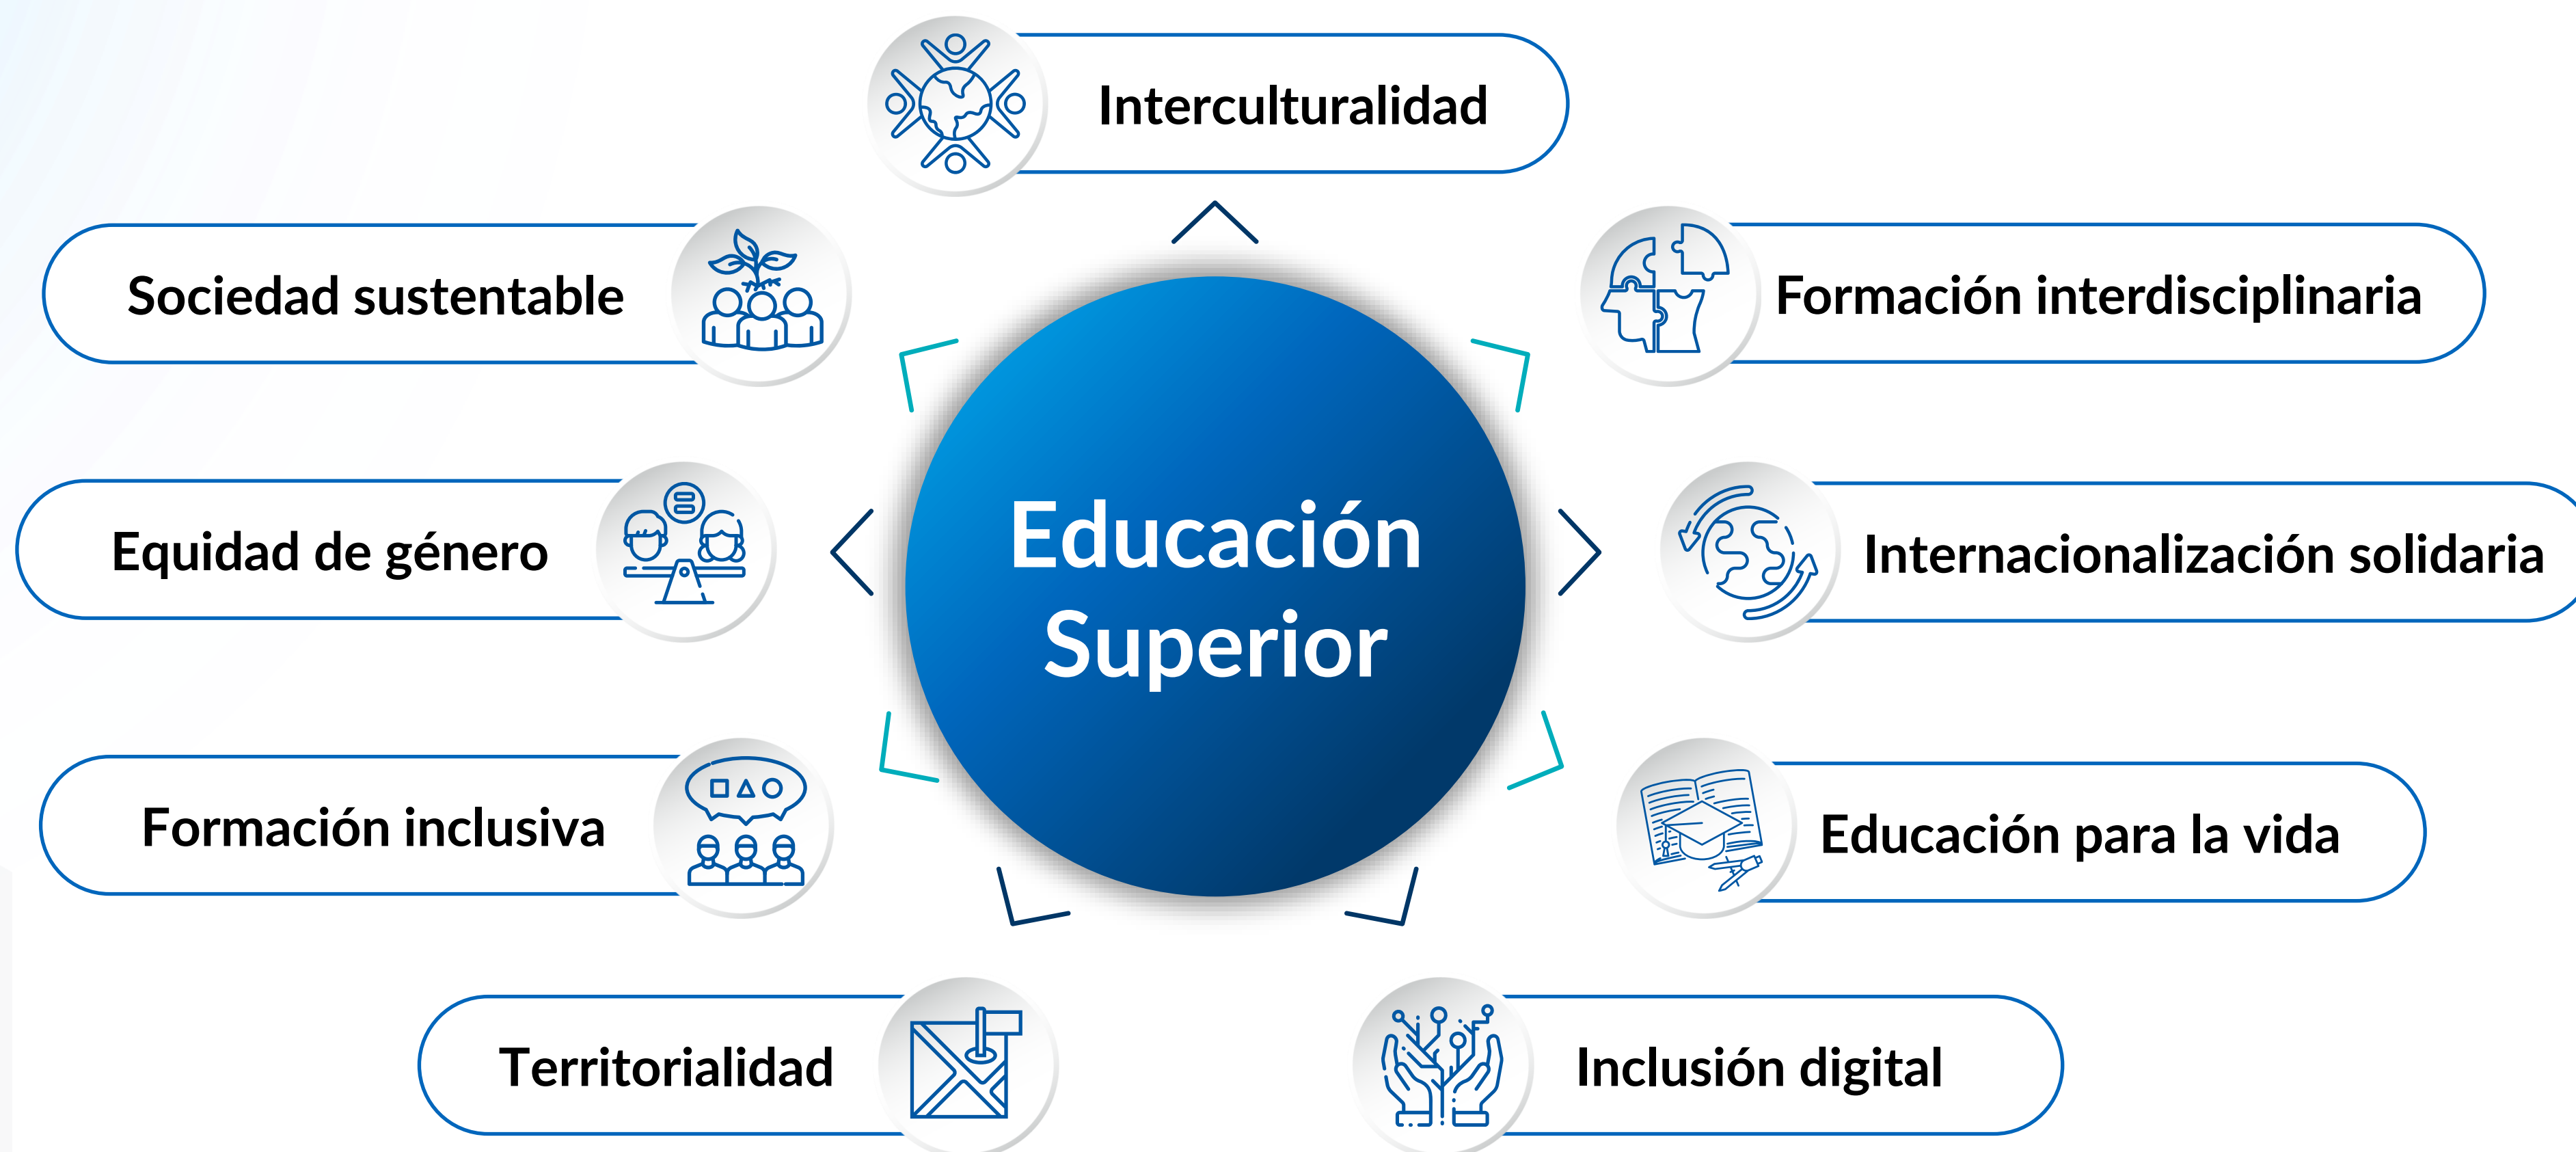 Interculturalidad
Sociedad sustentable
Formación interdisciplinaria
Equidad de género
Educación
Superior
Internacionalización solidaria
Formación inclusiva
Educación para la vida
Territorialidad
Inclusión digital